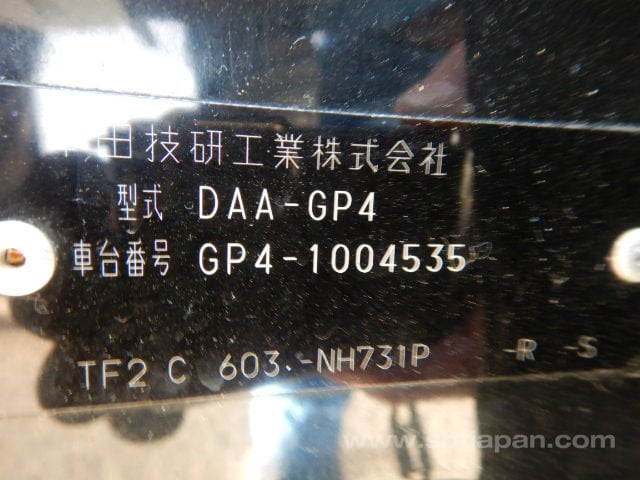 田技研工業株式会社
型式 DAA-GP4
車台番号 GP4-1004535
TF2 C 603 -NH731P -R -S